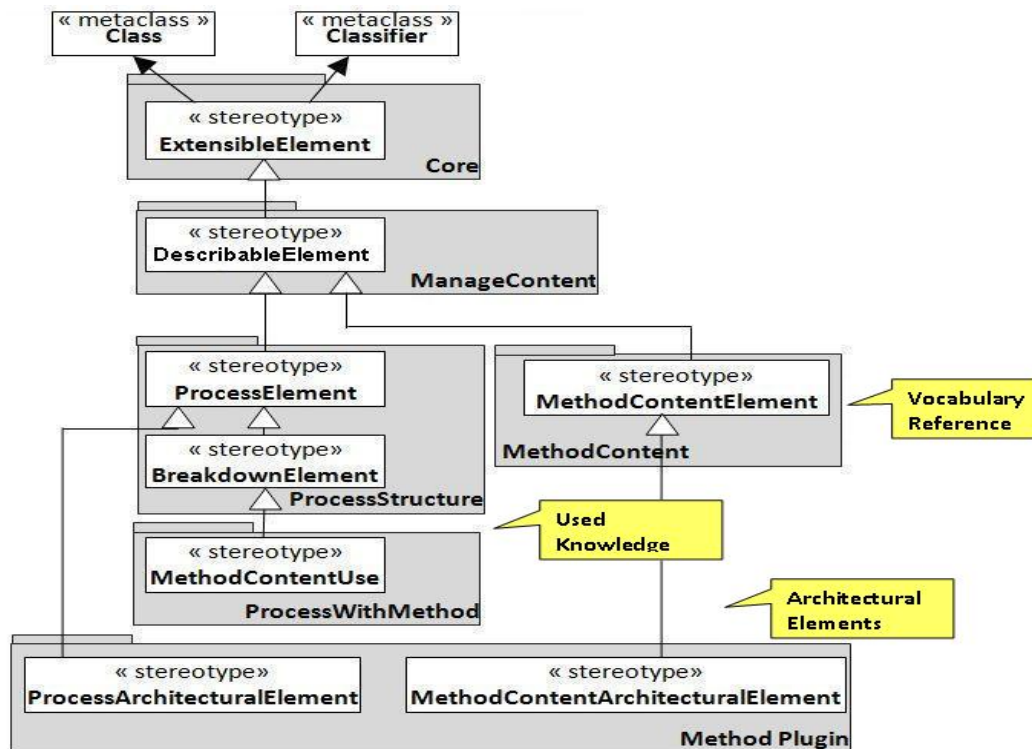 « metaclass »
Class
« metaclass »
Classifier
« stereotype»
ExtensibleElement
Core
« stereotype»
DescribableElement
ManageContent
« stereotype»
ProcessElement
« stereotype»
MethodContentElement
MethodContent
Vocabulary
Reference
« stereotype»
BreakdownElement
ProcessStructure
Used
Knowledge
« stereotype»
MethodContentUse
ProcessWithMethod
Architectural
Elements
« stereotype»
ProcessArchitecturalElement
« stereotype»
MethodContentArchitecturalElement
Method Plugin